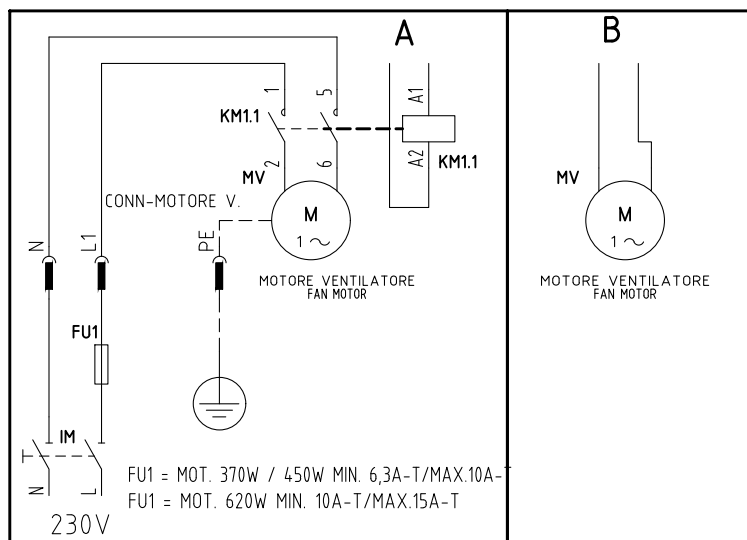 A
B
1
5
A1
KM1.1
2
6
A2
KM1.1
MV
MV
CONN-MOTORE V.
M
1 ~
M
1 ~
N
L1
PE
MOTORE VENTILATORE
FAN MOTOR
MOTORE VENTILATORE
FAN MOTOR
FU1
IM
FU1 = MOT. 370W / 450W MIN. 6,3A-T/MAX.10A-T
N
L
FU1 = MOT. 620W MIN. 10A-T/MAX.15A-T
230V